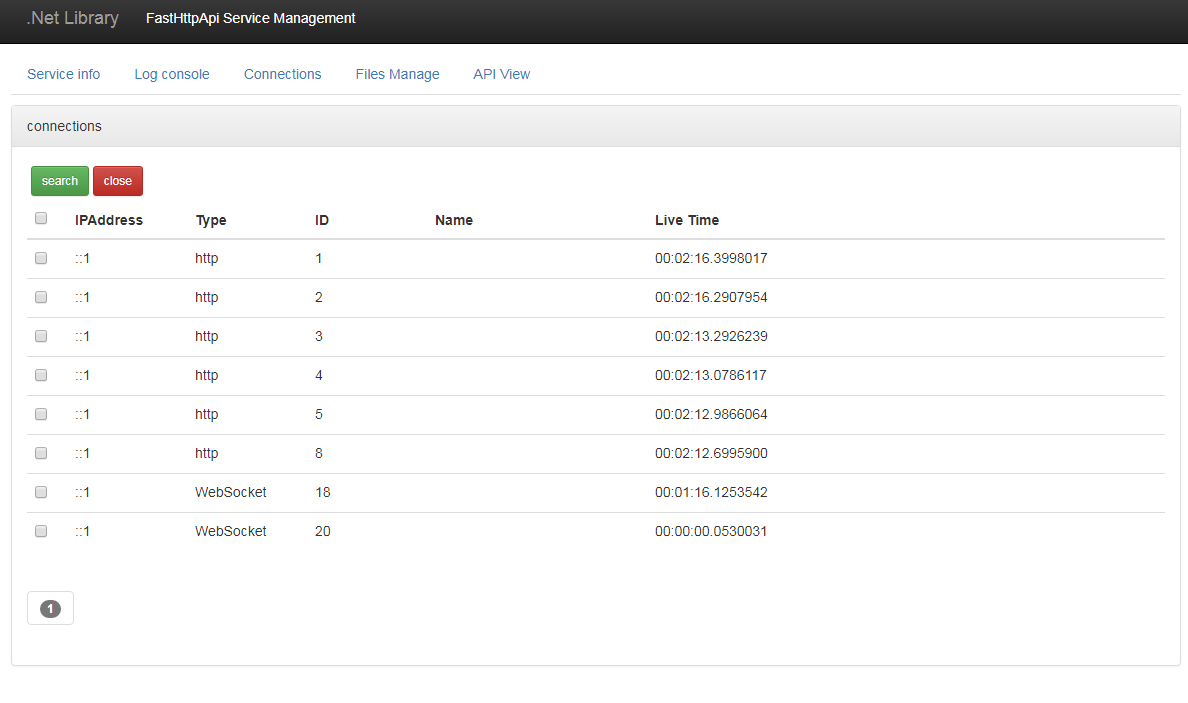 .Net Library FastHttpApi Service Management
Service info Log console Connections Files Manage API View
connections
search close
IPAddress Type ID Name Live Time
::1 http 1 00:02:16.3998017
::1 http 2 00:02:16.2907954
::1 http 3 00:02:13.2926239
::1 http 4 00:02:13.0786117
::1 http 5 00:02:12.9866064
::1 http 8 00:02:12.6995900
::1 WebSocket 18 00:01:16.1253542
::1 WebSocket 20 00:00:00.0530031
1